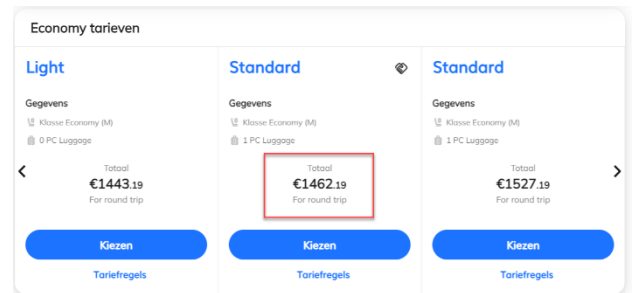 Economy tarieven
Light
Gegevens
Klasse Economy (M)
0 PC Luggage
Totaal
€1443.19
For round trip
Kiezen
Tariefregels
Standard
Gegevens
Klasse Economy (M)
1 PC Luggage
Totaal
€1462.19
For round trip
Kiezen
Tariefregels
Standard
Gegevens
Klasse Economy (M)
1 PC Luggage
Totaal
€1527.19
For round trip
Kiezen
Tariefregels